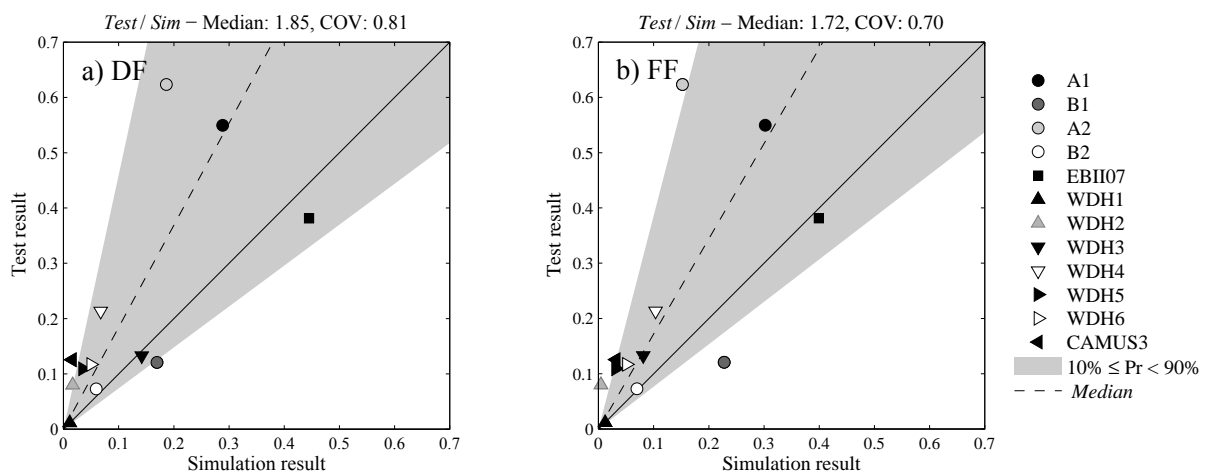 Test / Sim − Median: 1.85, COV: 0.81
0.7
0.6
0.5
0.4
0.3
0.2
0.1
0
a) DF
Test result
0 0.1 0.2 0.3 0.4 0.5 0.6 0.7
Simulation result
Test / Sim – Median: 1.72, COV: 0.70
0.7
0.6
0.5
0.4
0.3
0.2
0.1
0
b) FF
Test result
0 0.1 0.2 0.3 0.4 0.5 0.6 0.7
Simulation result
A1
B1
A2
B2
EBII07
WDH1
WDH2
WDH3
WDH4
WDH5
WDH6
CAMUS3
10% ≤ Pr < 90%
Median